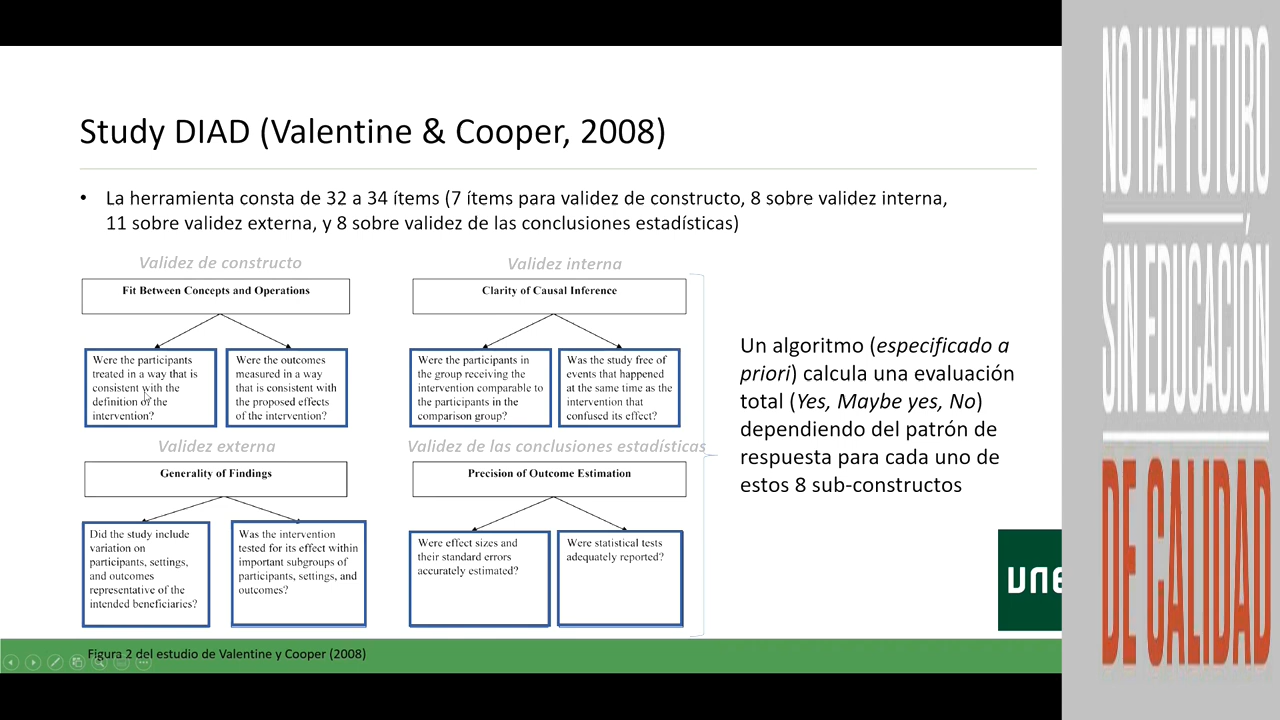 Study DIAD (Valentine & Cooper, 2008)
• La herramienta consta de 32 a 34 ítems (7 ítems para validez de constructo, 8 sobre validez interna,
11 sobre validez externa, y 8 sobre validez de las conclusiones estadísticas)
Validez de constructo
Fit Between Concepts and Operations
Were the participants
treated in a way that is
consistent with the
definition of the
intervention?
Were the outcomes
measured in a way
that is consistent with
the proposed effects
of the intervention?
Validez interna
Clarity of Causal Inference
Were the participants in
the group receiving the
intervention comparable to
the participants in the
comparison group?
Was the study free of
events that happened
at the same time as the
intervention that
confused its effect?
Validez externa
Generality of Findings
Did the study include
variation on
participants, settings,
and outcomes
representative of the
intended beneficiaries?
Was the intervention
tested for its effect within
important subgroups of
participants, settings, and
outcomes?
Validez de las conclusiones estadísticas
Precision of Outcome Estimation
Were effect sizes and
their standard errors
accurately estimated?
Were statistical tests
adequately reported?
Un algoritmo (especificado a
priori) calcula una evaluación
total (Yes, Maybe yes, No)
dependiendo del patrón de
respuesta para cada uno de
estos 8 sub-constructos
Figura 2 del estudio de Valentine y Cooper (2008)
UNE
NO HAY FUTURO
SIN EDUCACIÓN
DE CALIDAD